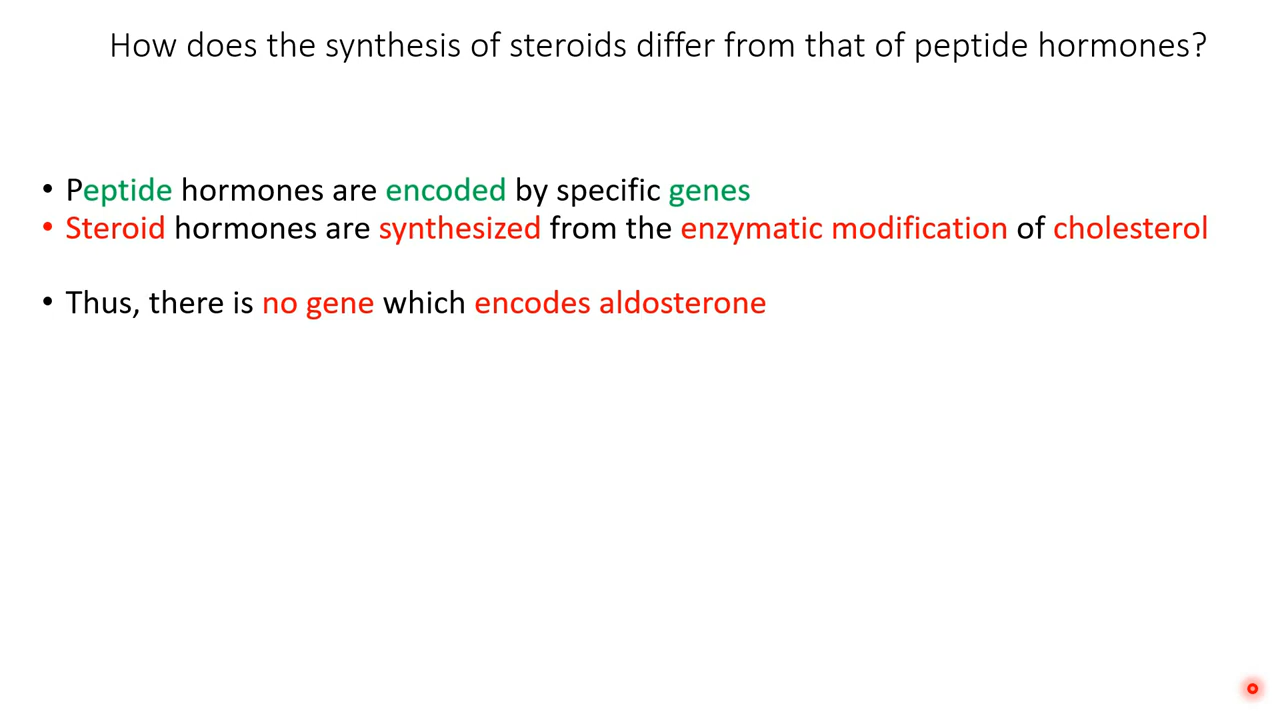 How does the synthesis of steroids differ from that of peptide hormones?
• Peptide hormones are encoded by specific genes
• Steroid hormones are synthesized from the enzymatic modification of cholesterol
• Thus, there is no gene which encodes aldosterone